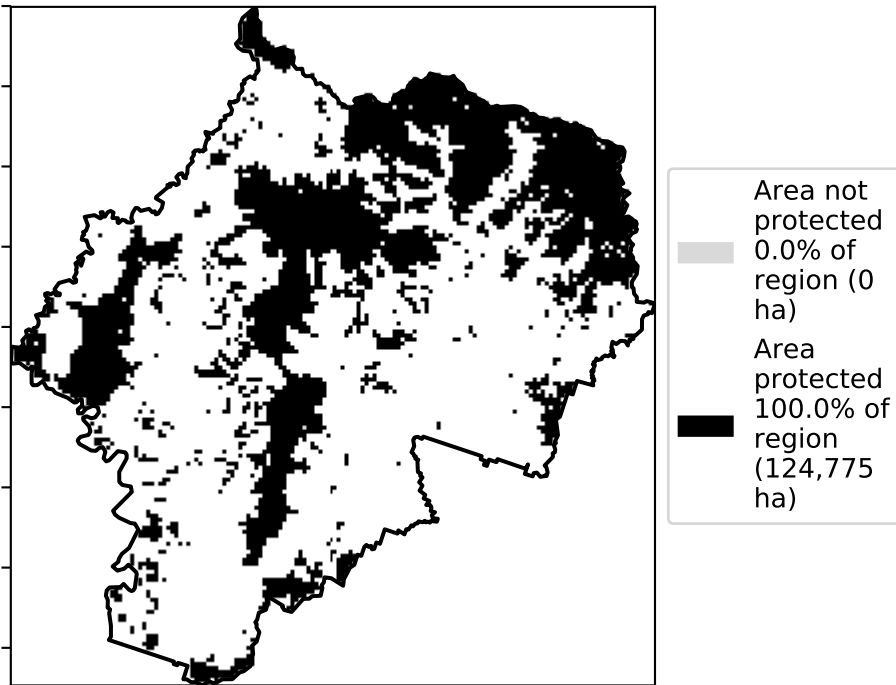 Area not
protected
0.0% of
region (0
ha)
Area
protected
100.0% of
region
(124,775
ha)